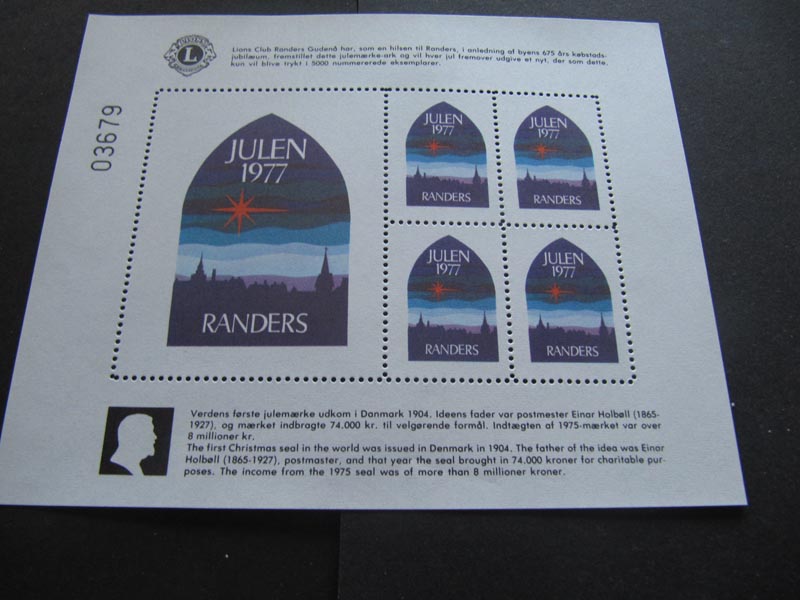 Lions Club Randers Gudenå har, som en hilsen til Randers, i anledning af byens 675 års købstads-
jubilæum, fremstillet dette julemærke-ark og vil hver jul fremover udgive et nyt, der som dette,
kun vil blive trykt i 5000 nummererede eksemplarer.
L
03679
JULEN
1977
RANDERS
JULEN
1977
RANDERS
JULEN
1977
RANDERS
JULEN
1977
RANDERS
JULEN
1977
RANDERS
Verdens første julemærke udkom i Danmark 1904. Ideens fader var postmester Einar Holbøll (1865-
1927), og mærket indbragte 74.000 kr. til velgørende formål. Indtægten af 1975-mærket var over
8 millioner kr.
The first Christmas seal in the world was issued in Denmark in 1904. The father of the idea was Einar
Holbøll (1865-1927), postmaster, and that year the seal brought in 74.000 kroner for charitable pur-
poses. The income from the 1975 seal was of more than 8 millioner kroner.